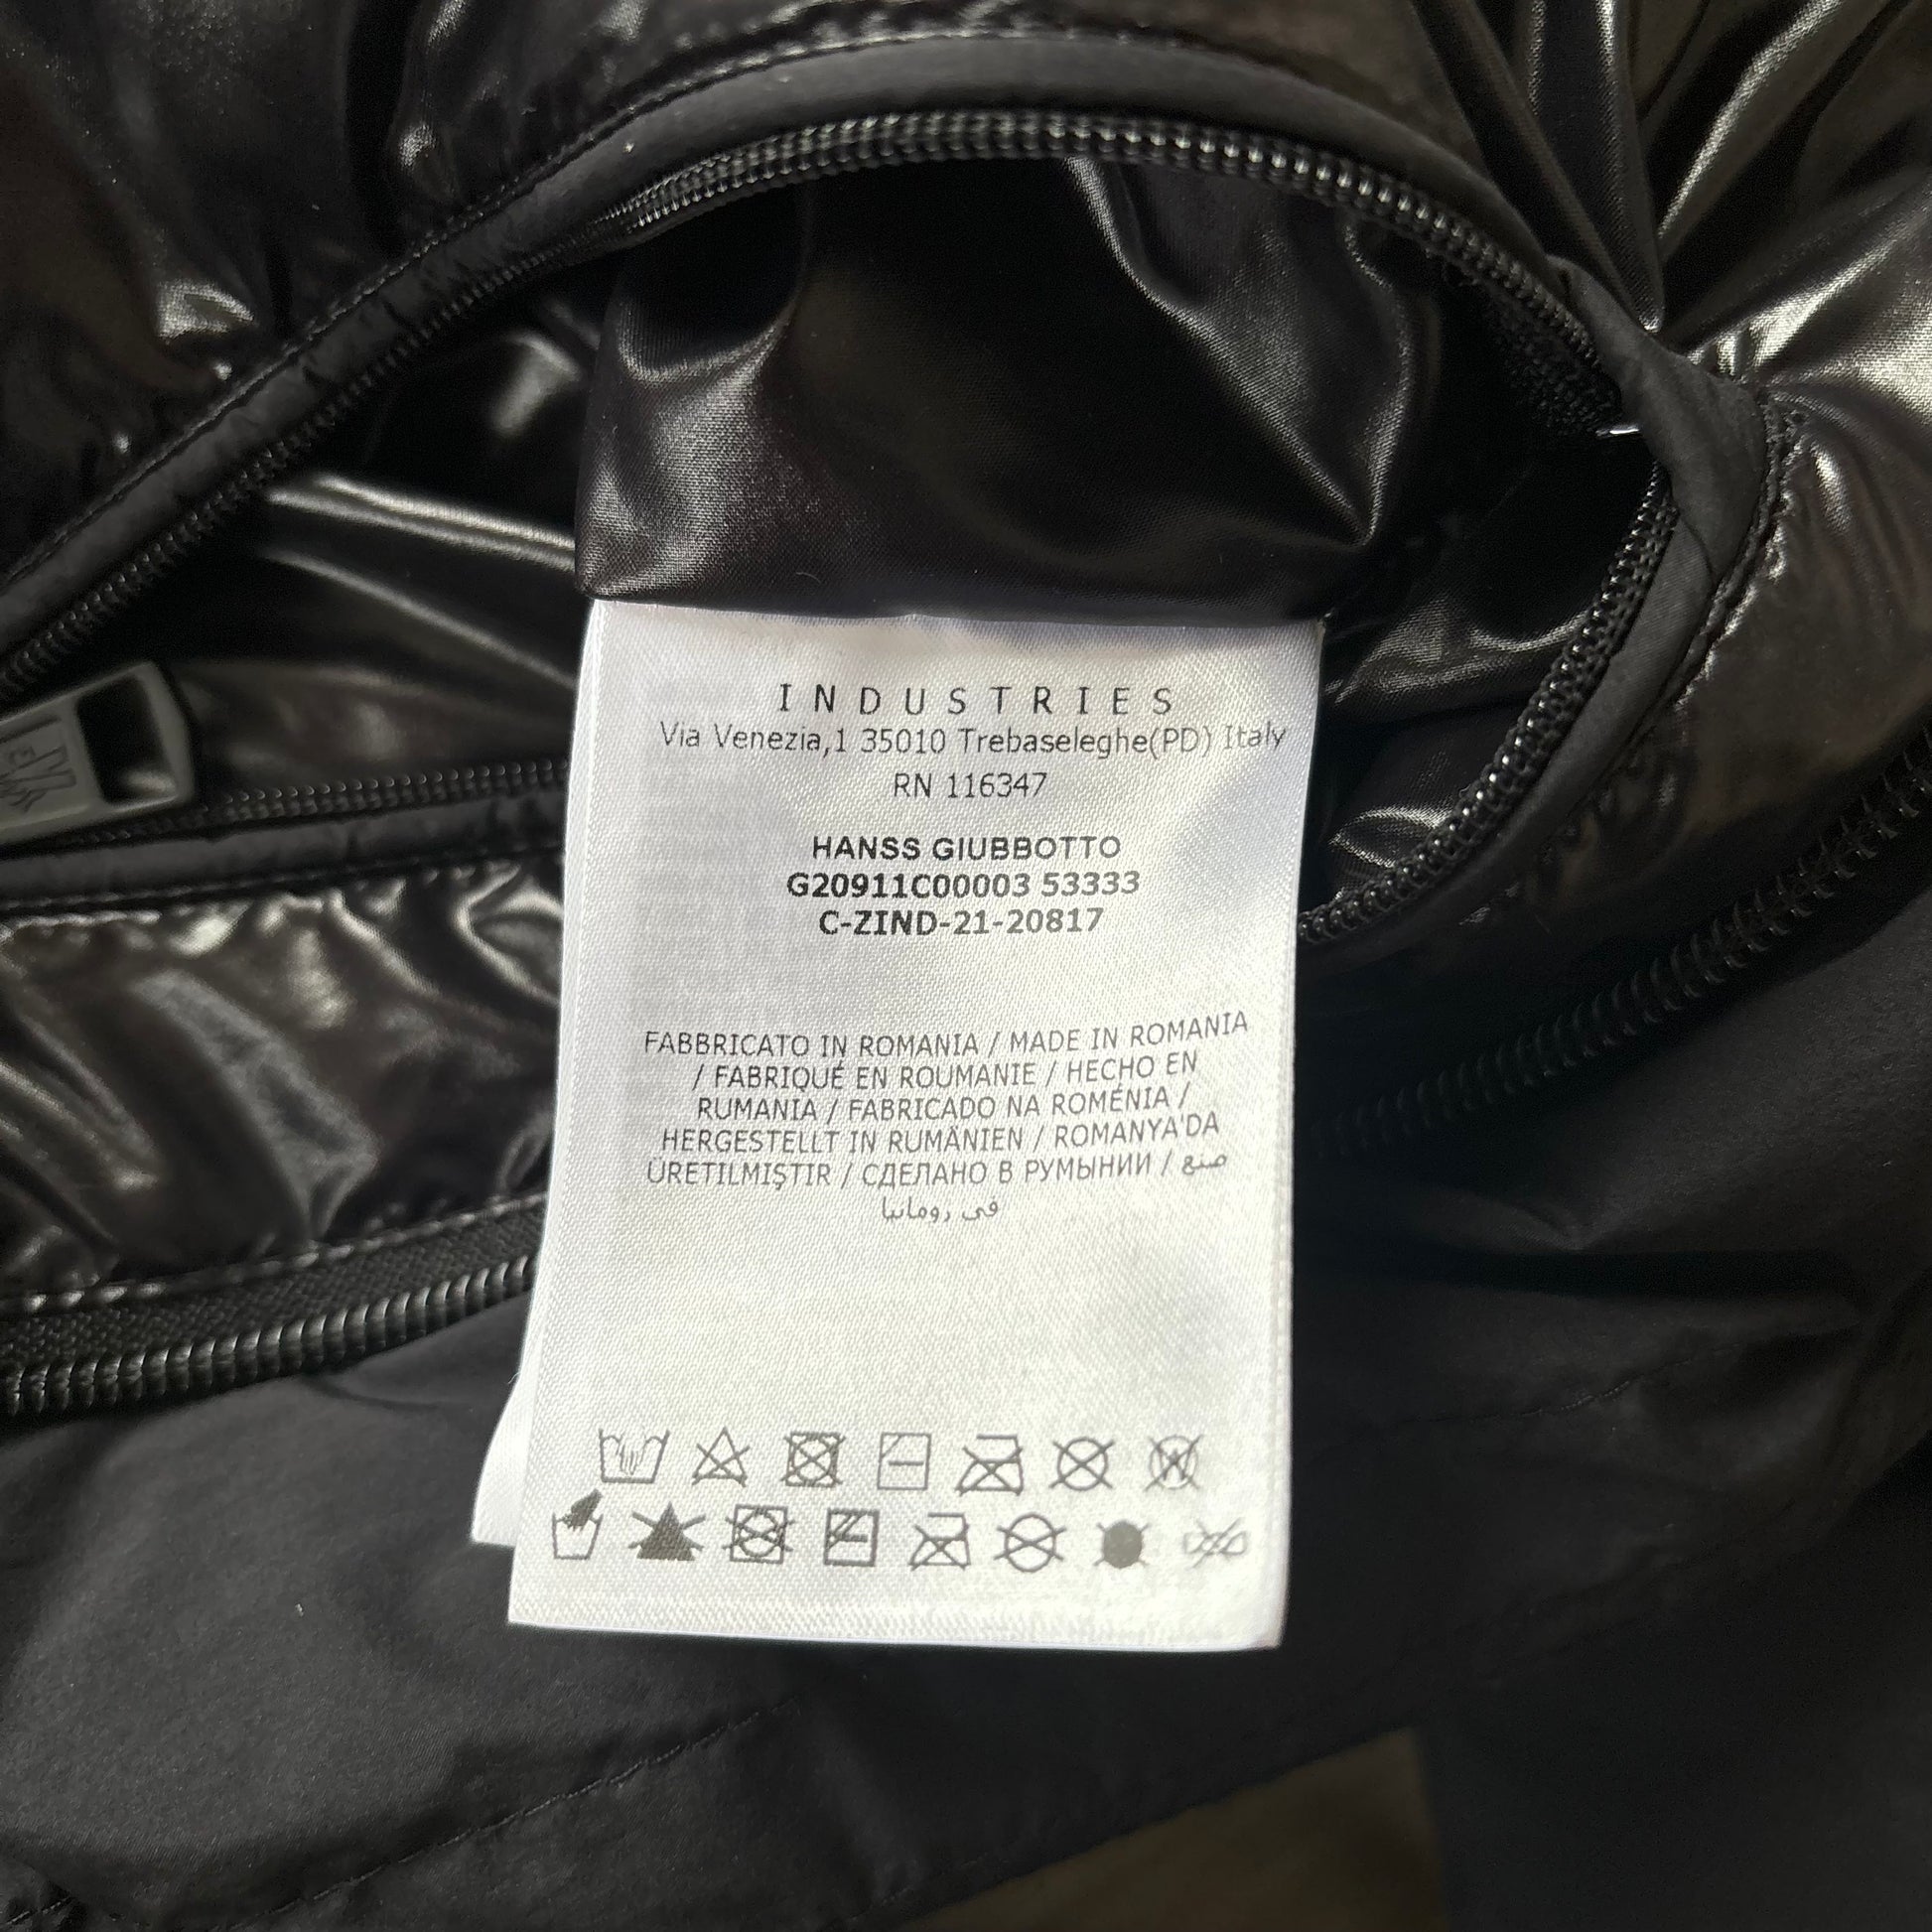 INDUSTRIES
Via Venezia,1 35010 Trebaseleghe(PD) Italy
RN 116347
HANSS GIUBBOTTO
G20911C00003 53333
C-ZIND-21-20817
FABBRICATO IN ROMANIA / MADE IN ROMANIA
/ FABRIQUÉ EN ROUMANIE / HECHO EN
RUMANIA / FABRICADO NA ROMÉNIA /
HERGESTELLT IN RUMÄNIEN / ROMANYA'DA
ÜRETILMIŞTIR / СДЕЛАНО В РУМЫНИИ / صنع
في رومانيا
W